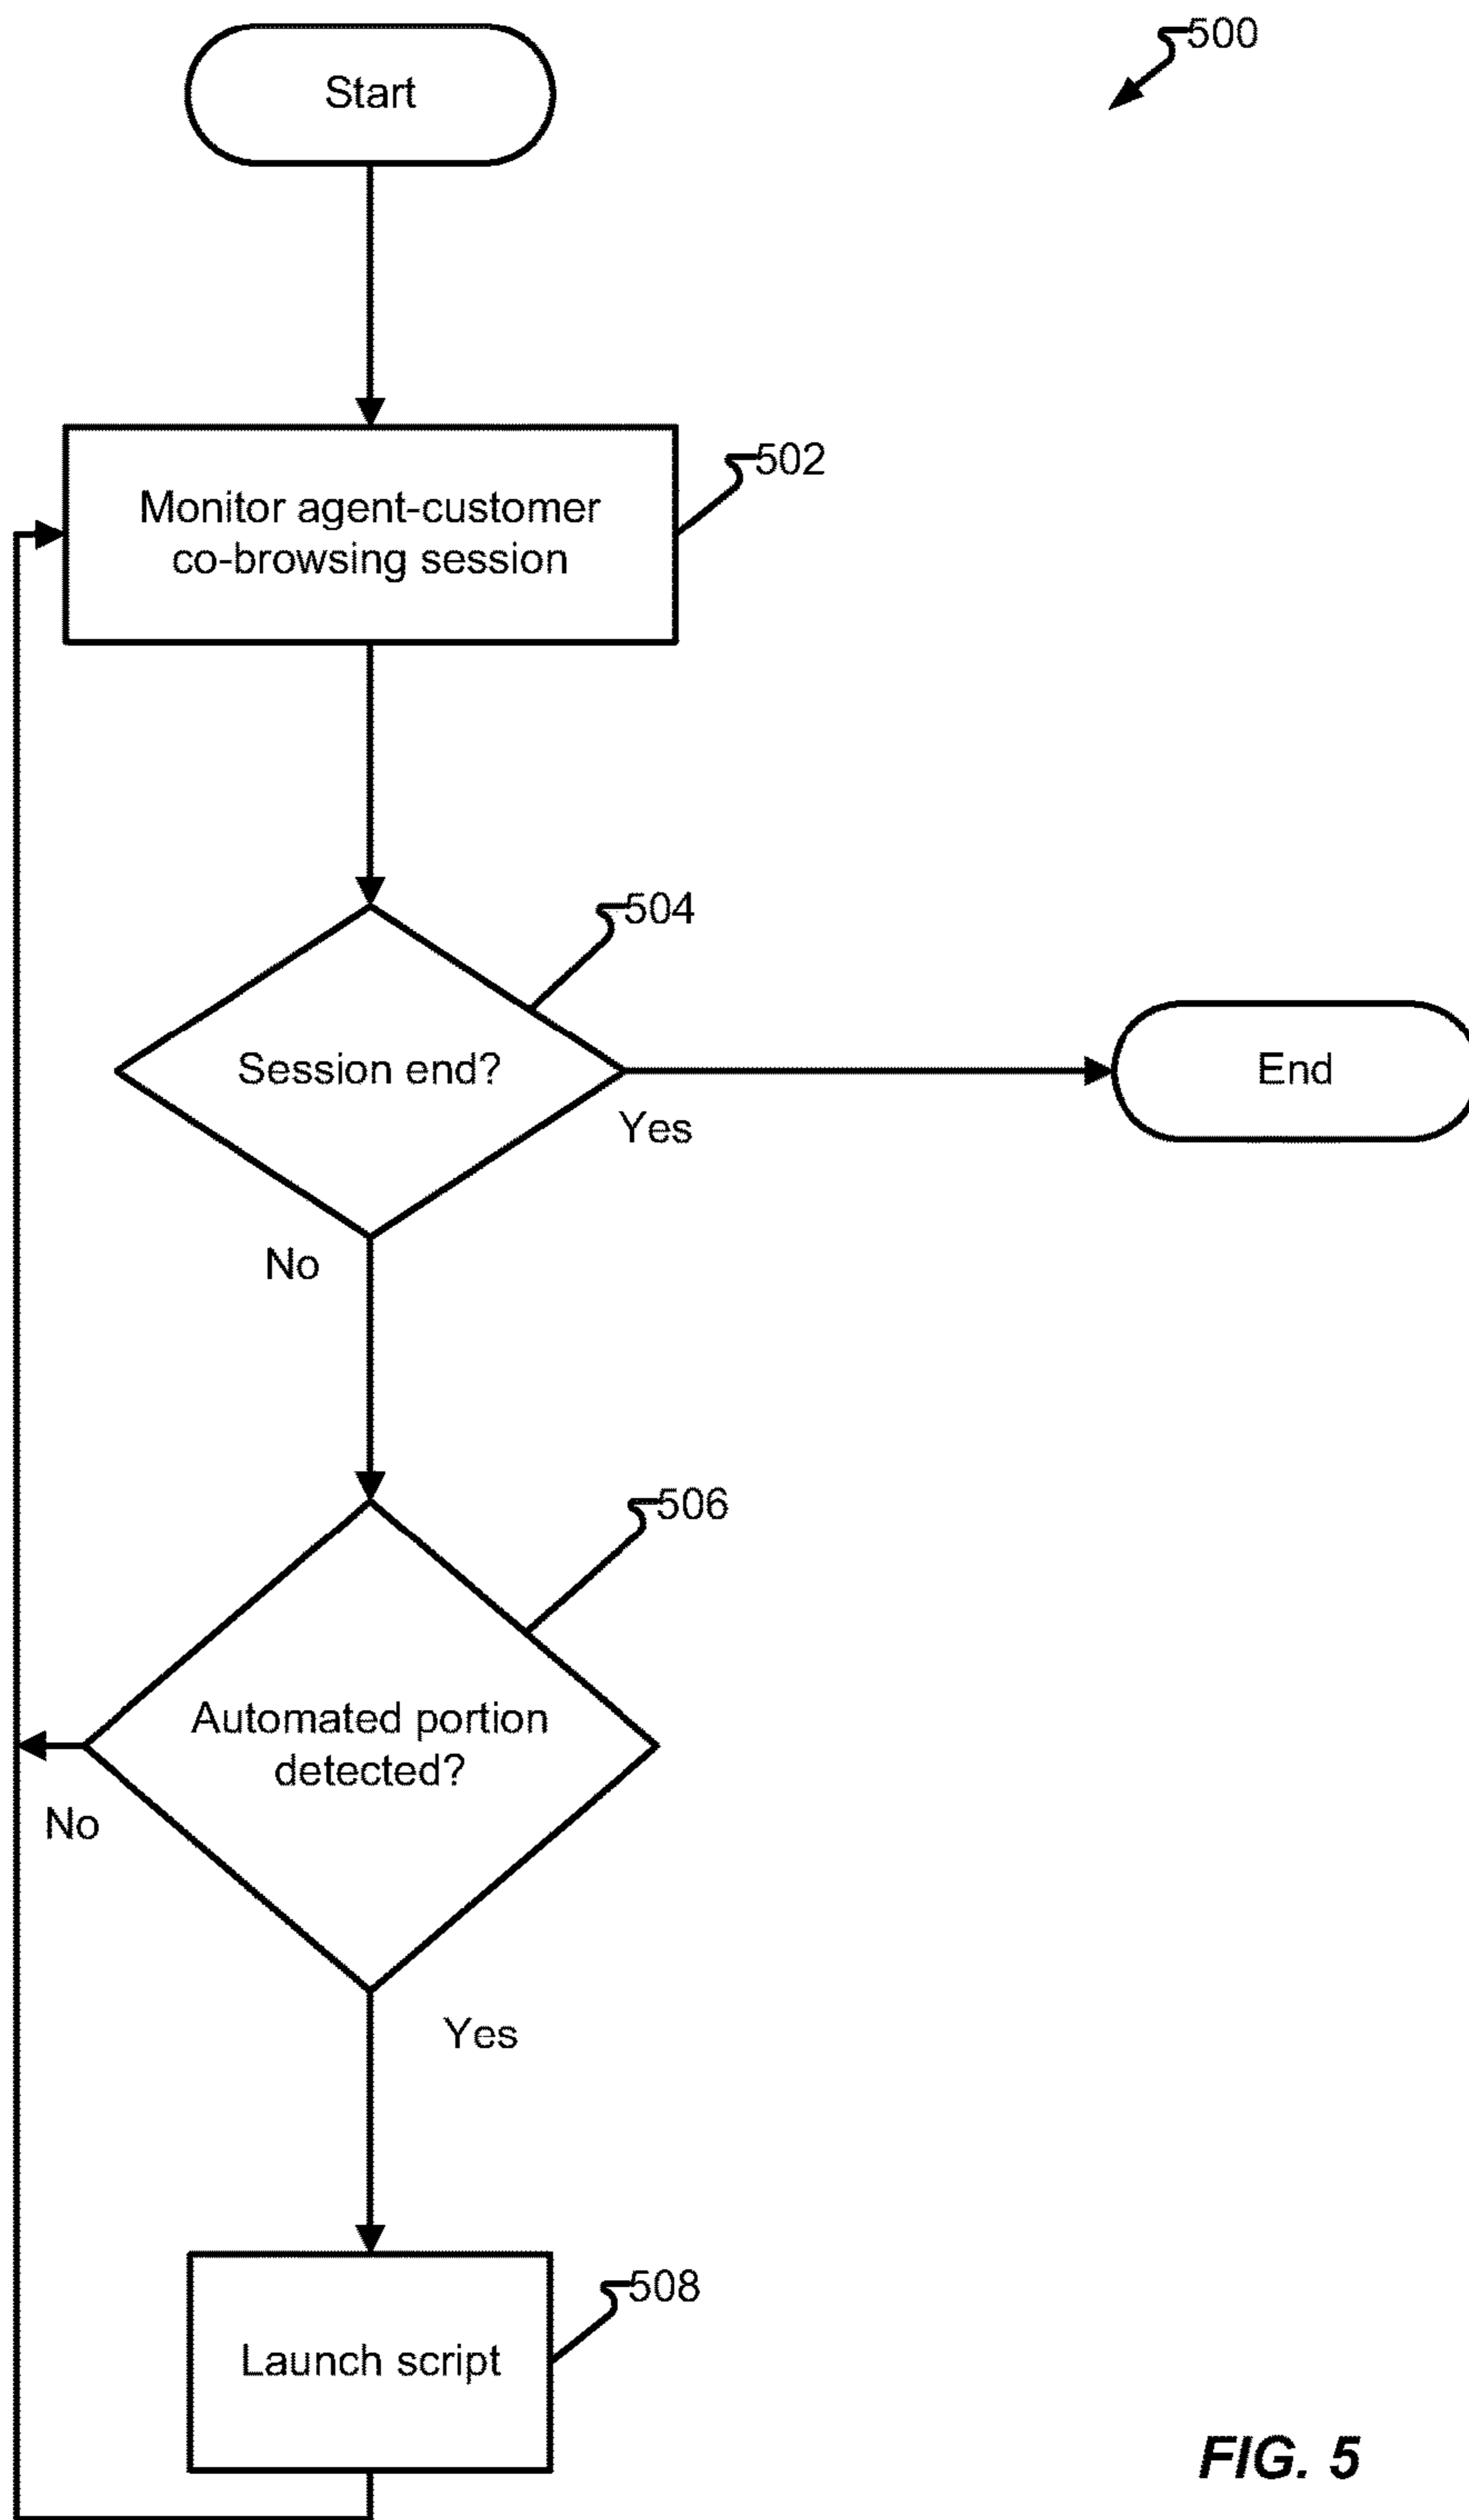 Start
500
Monitor agent-customer
co-browsing session
502
504
Session end?
Yes
End
No
506
Automated portion
detected?
No
Yes
508
Launch script
FIG. 5